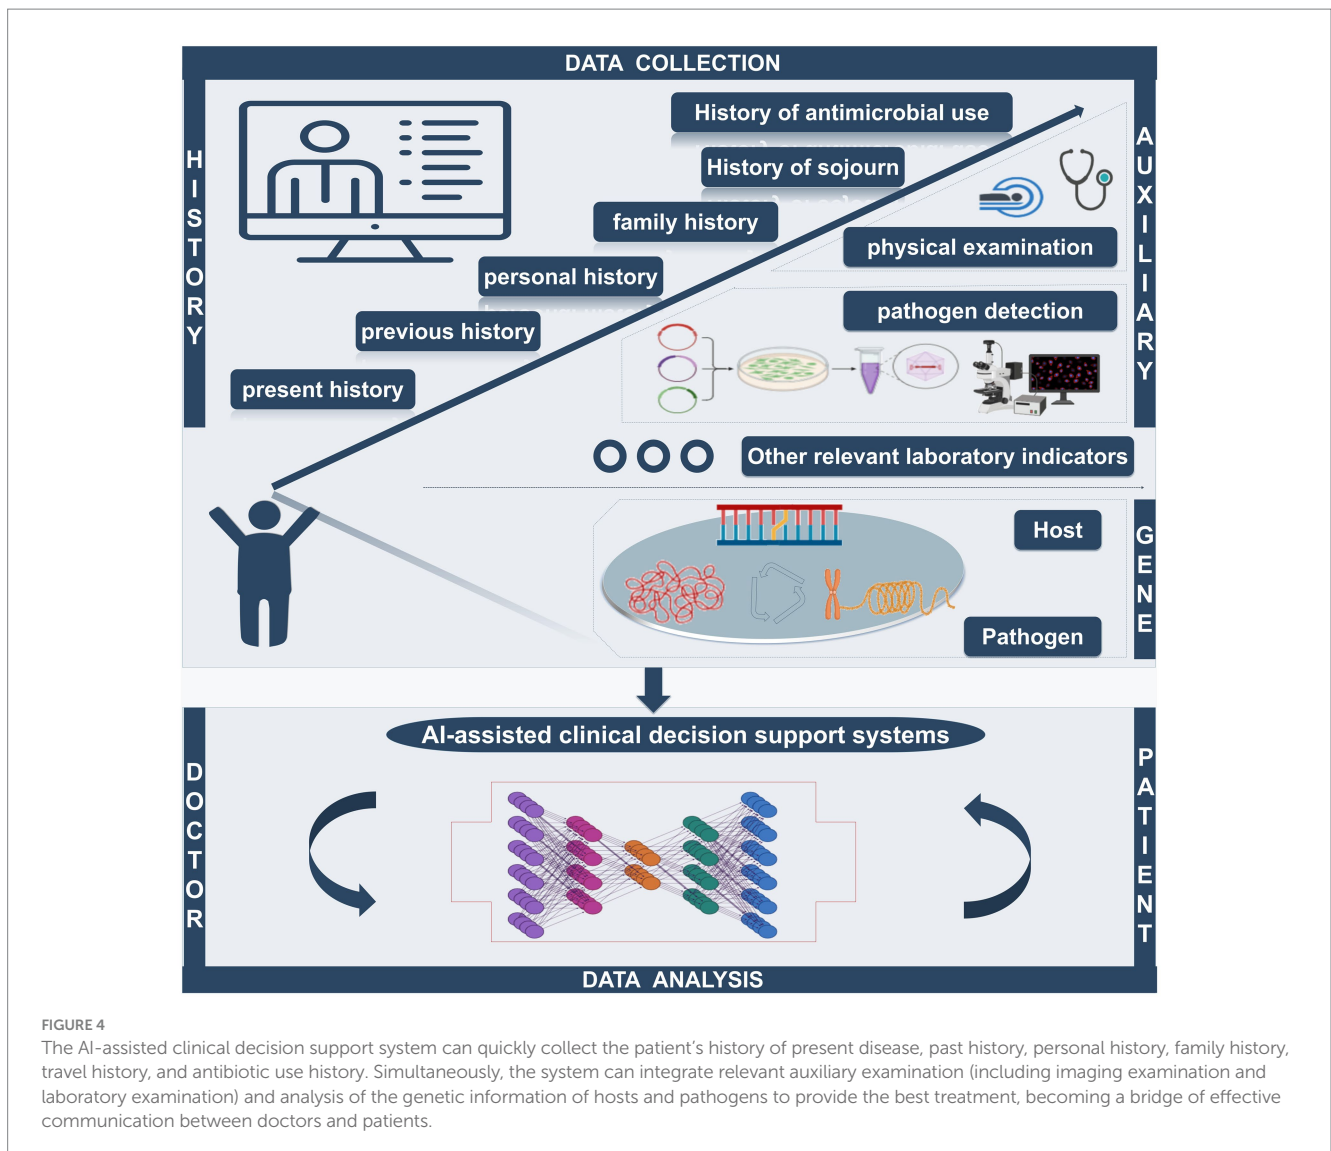 DATA COLLECTION
HISTORY
AUXILIARY
History of antimicrobial use
History of sojourn
family history
personal history
previous history
present history
physical examination
pathogen detection
Other relevant laboratory indicators
GENE
Host
Pathogen
DOCTOR
PATIENT
AI-assisted clinical decision support systems
DATA ANALYSIS
FIGURE 4
The AI-assisted clinical decision support system can quickly collect the patient’s history of present disease, past history, personal history, family history,
travel history, and antibiotic use history. Simultaneously, the system can integrate relevant auxiliary examination (including imaging examination and
laboratory examination) and analysis of the genetic information of hosts and pathogens to provide the best treatment, becoming a bridge of effective
communication between doctors and patients.